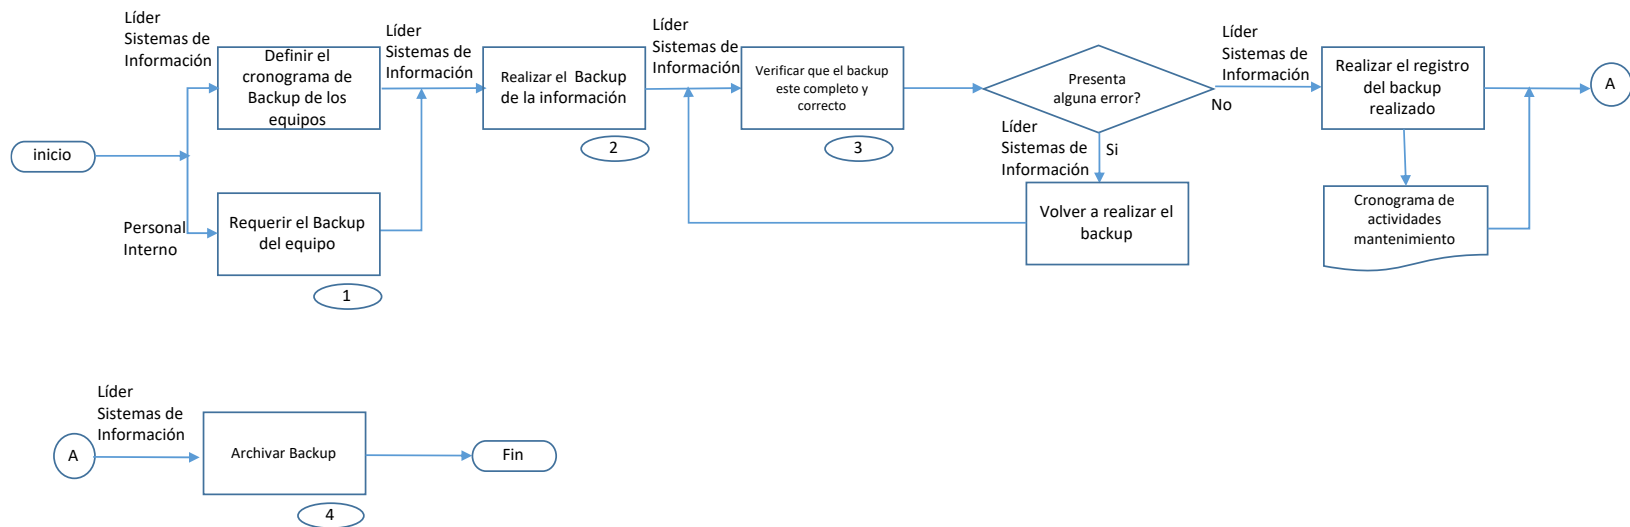 inicio
Líder
Sistemas de
Información
Definir el
cronograma de
Backup de los
equipos
Personal
Interno
Requerir el Backup
del equipo
1
Líder
Sistemas de
Información
Realizar el Backup
de la información
2
Líder
Sistemas de
Información
Verificar que el backup
este completo y
correcto
3
Presenta
alguna error?
Líder
Sistemas de
Información
Si
Volver a realizar el
backup
Líder
Sistemas de
Información
No
Realizar el registro
del backup
realizado
Cronograma de
actividades
mantenimiento
A
A
Líder
Sistemas de
Información
Archivar Backup
4
Fin